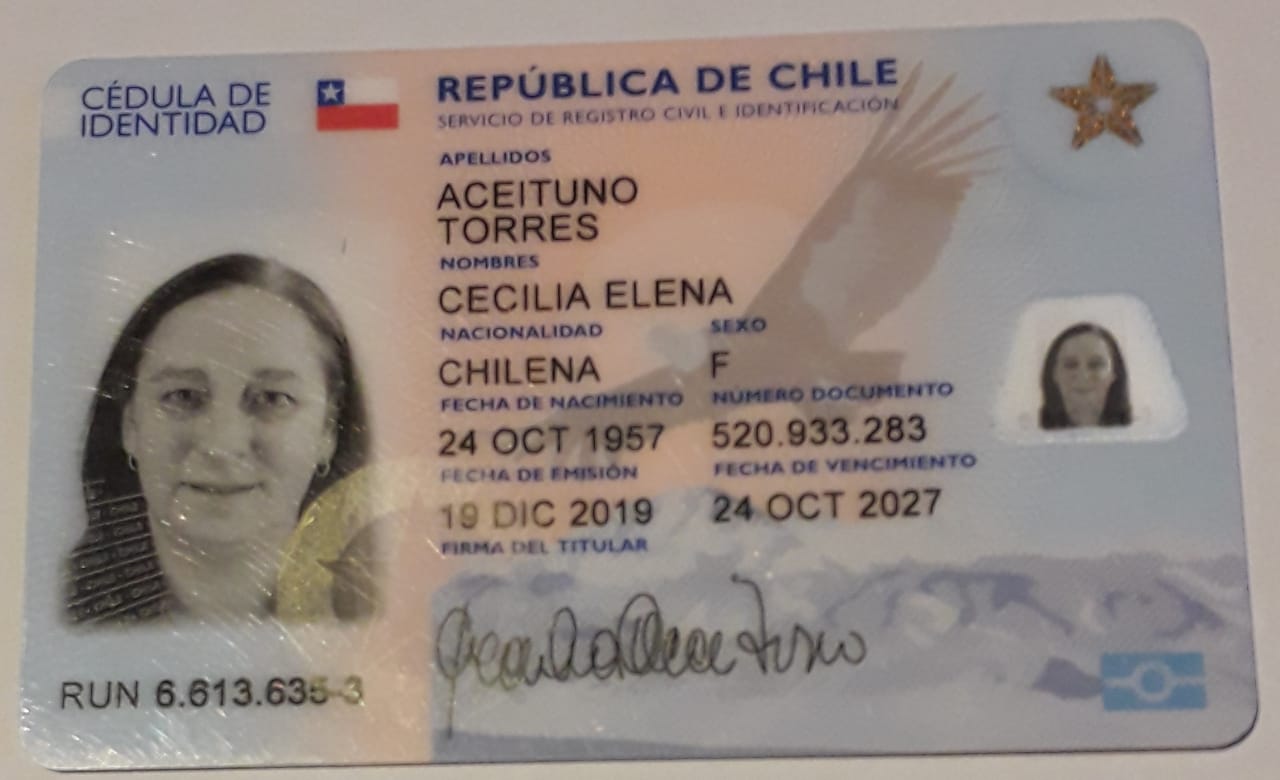 CÉDULA DE
IDENTIDAD
REPÚBLICA DE CHILE
SERVICIO DE REGISTRO CIVIL E IDENTIFICACIÓN
APELLIDOS
ACEITUNO
TORRES
NOMBRES
CECILIA ELENA
NACIONALIDAD SEXO
CHILENA F
FECHA DE NACIMIENTO NÚMERO DOCUMENTO
24 OCT 1957 520.933.283
FECHA DE EMISIÓN FECHA DE VENCIMIENTO
19 DIC 2019 24 OCT 2027
FIRMA DEL TITULAR
RUN 6.613.635-3